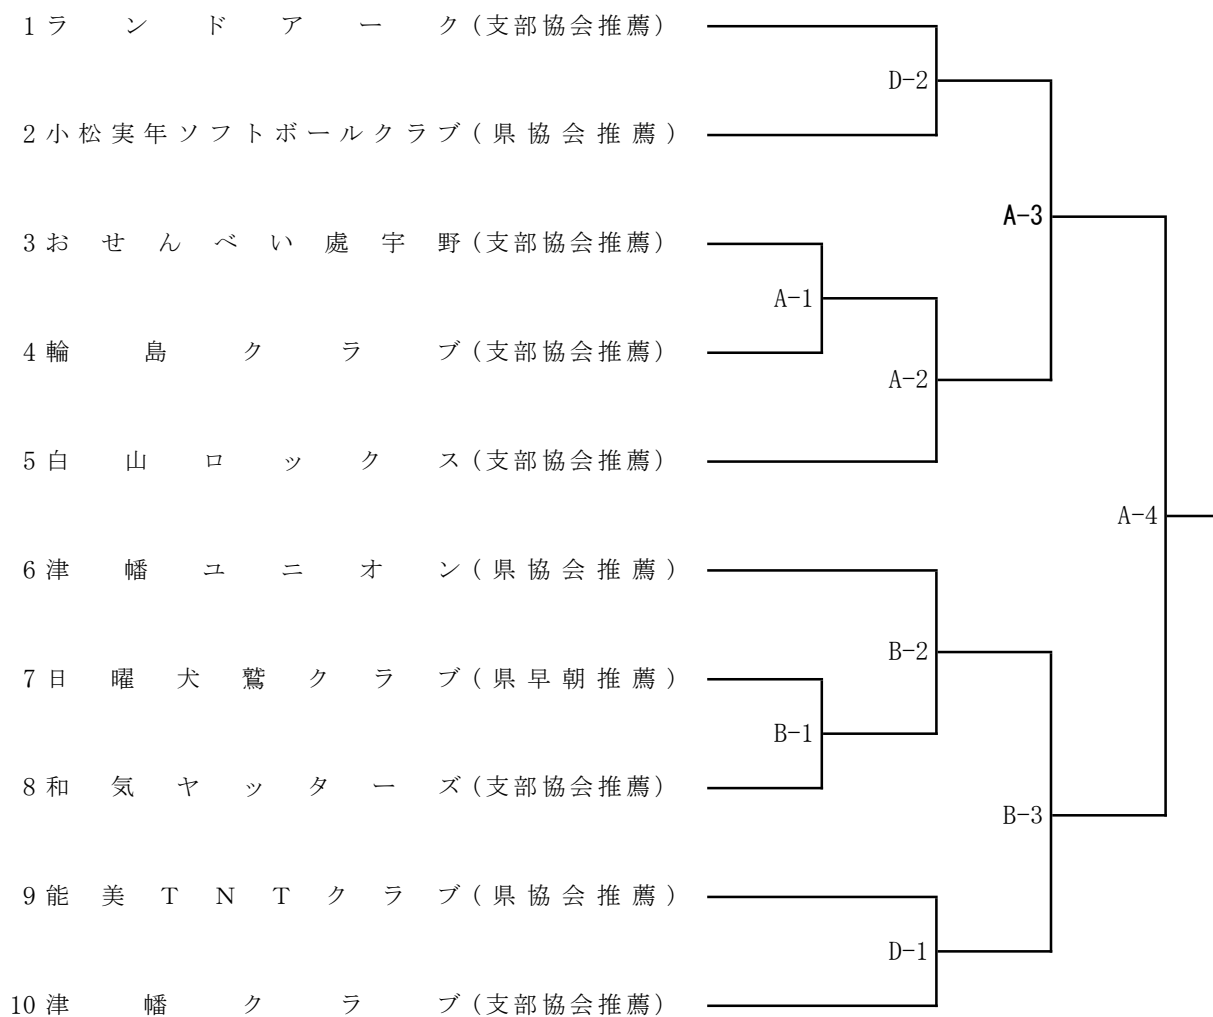 1 ランドアーク(支部協会推薦)
D-2
2 小松実年ソフトボールクラブ(県協会推薦)
A-3
3 おせんべい處宇野(支部協会推薦)
A-1
4 輪島クラブ(支部協会推薦)
A-2
5 白山ロックス(支部協会推薦)
A-4
6 津幡ユニオン(県協会推薦)
B-2
7 日曜犬鷲クラブ(県早朝推薦)
B-1
8 和気ヤッターズ(支部協会推薦)
B-3
9 能美TNTクラブ(県協会推薦)
D-1
10 津幡クラブ(支部協会推薦)